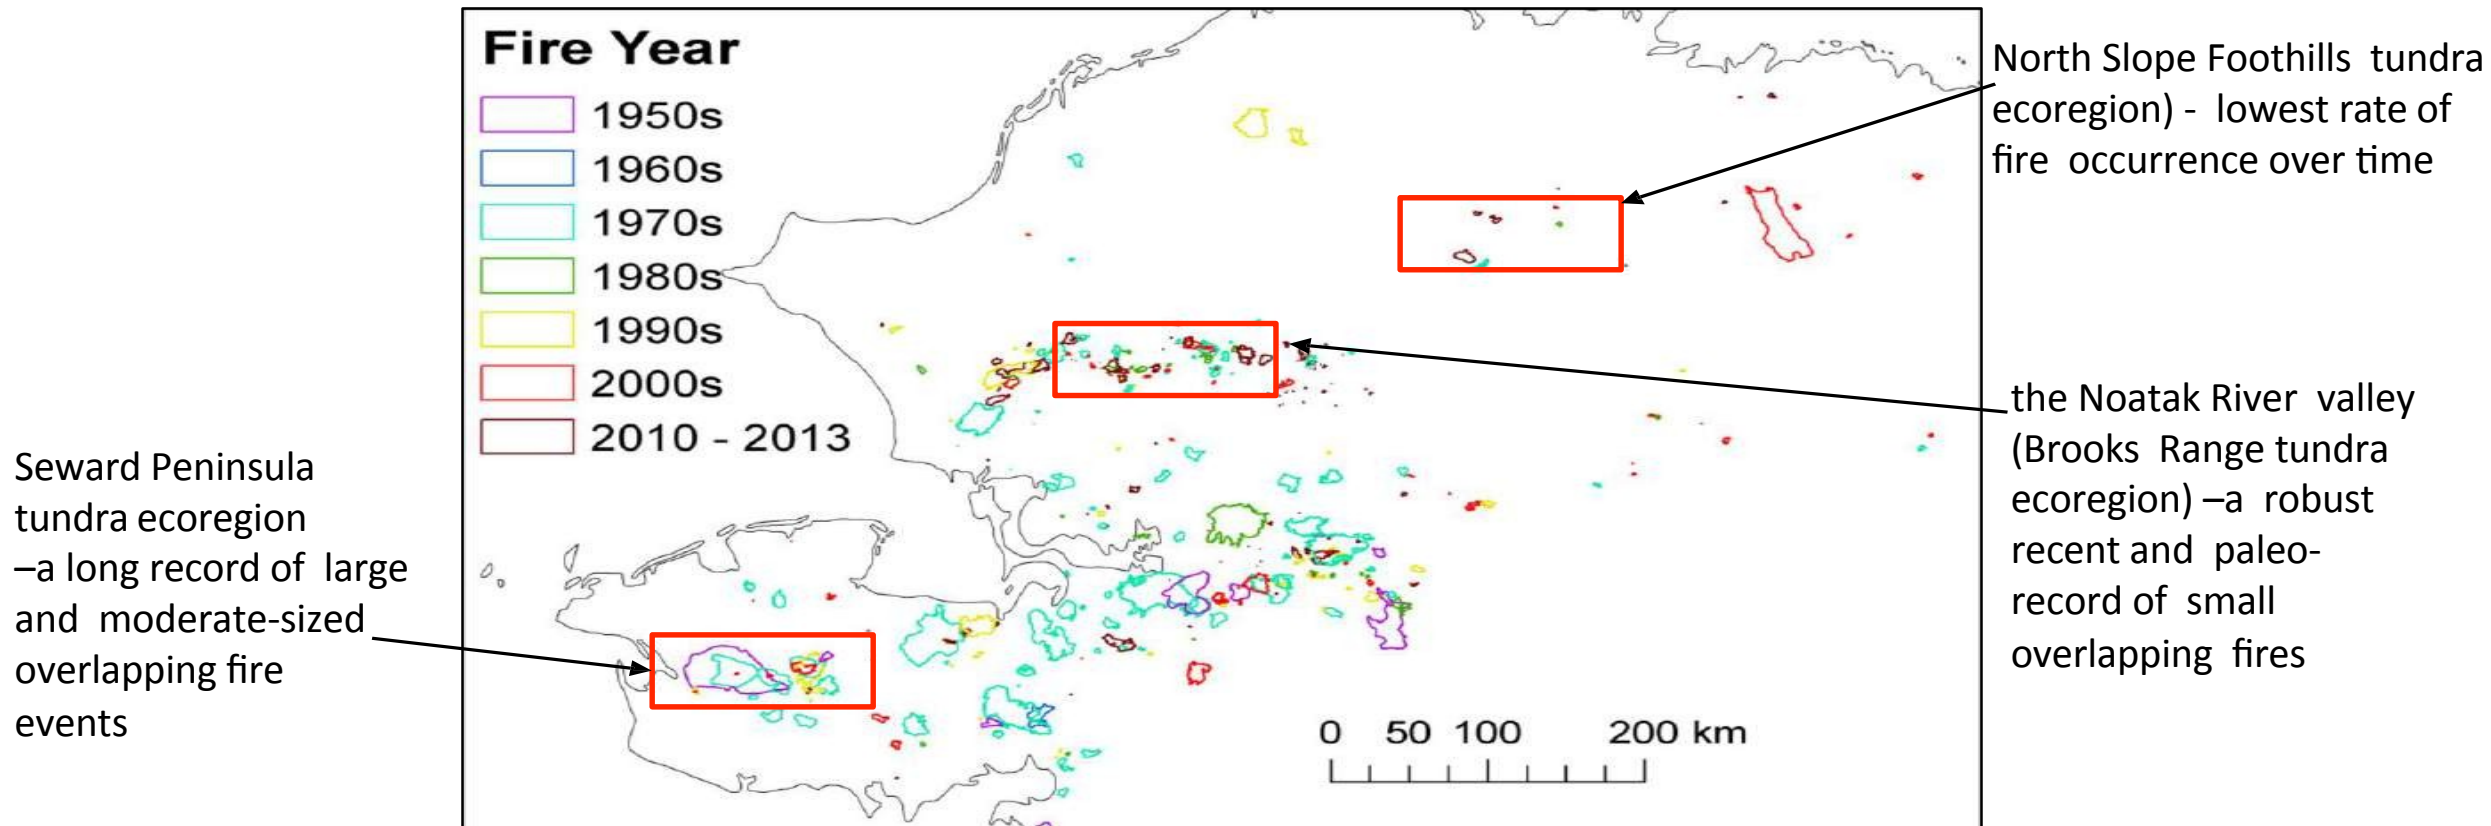 Fire Year
1950s
1960s
1970s
1980s
1990s
2000s
2010 - 2013
North Slope Foothills tundra
ecoregion) - lowest rate of
fire occurrence over time
the Noatak River valley
(Brooks Range tundra
ecoregion) –a robust
recent and paleo-
record of small
overlapping fires
Seward Peninsula
tundra ecoregion
–a long record of large
and moderate-sized
overlapping fire
events
0 50 100 200 km